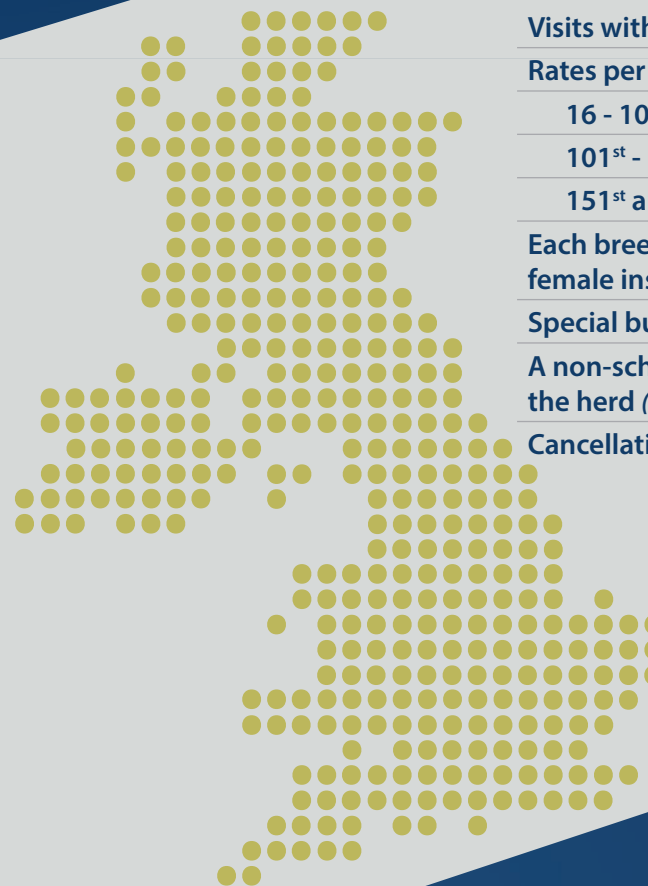 Visits with
Rates per
16 - 10
101st -
151st a
Each bree
female ins
Special bu
A non-sch
the herd (
Cancellati